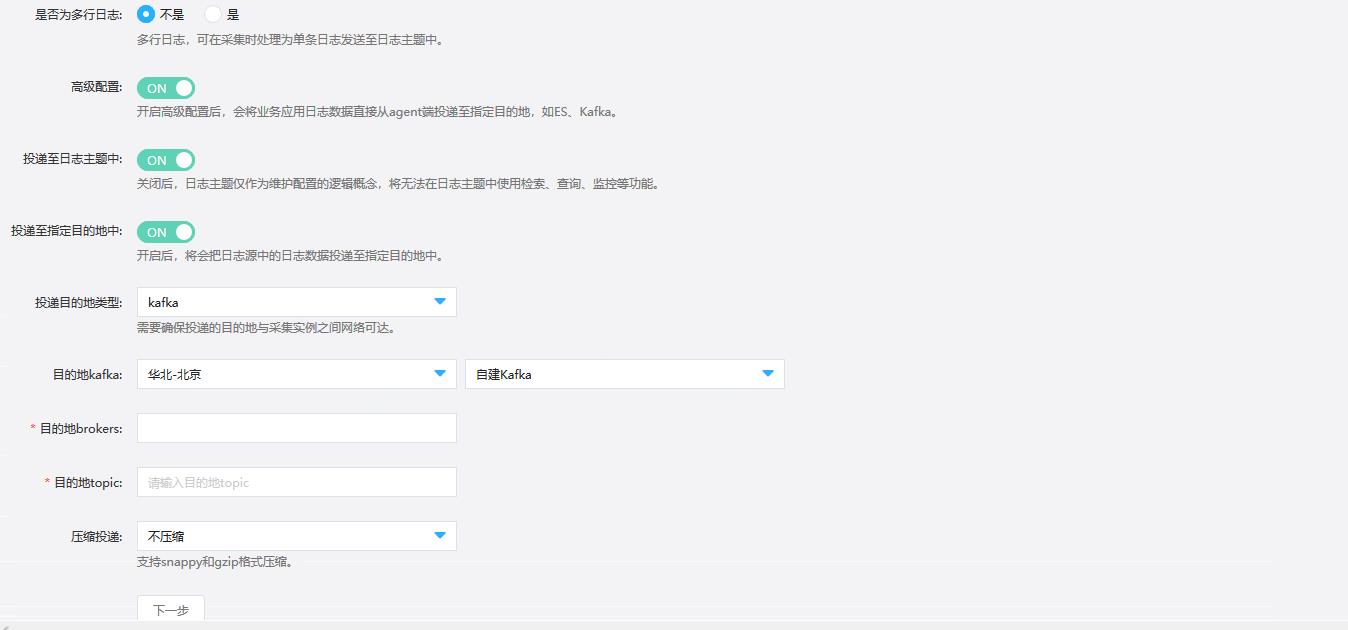 是否为多行日志: 不是 是
多行日志，可在采集时处理为单条日志发送至日志主题中。
高级配置: ON
开启高级配置后，会将业务应用日志数据直接从agent端投递至指定目的地，如ES、Kafka。
投递至日志主题中: ON
关闭后，日志主题仅作为维护配置的逻辑概念，将无法在日志主题中使用检索、查询、监控等功能。
投递至指定目的地中: ON
开启后，将会把日志源中的日志数据投递至指定目的地中。
投递目的地类型: kafka
需要确保投递的目的地与采集实例之间网络可达。
目的地kafka: 华北-北京 自建Kafka
* 目的地brokers:
* 目的地topic: 请输入目的地topic
压缩投递: 不压缩
支持snappy和gzip格式压缩。
下一步